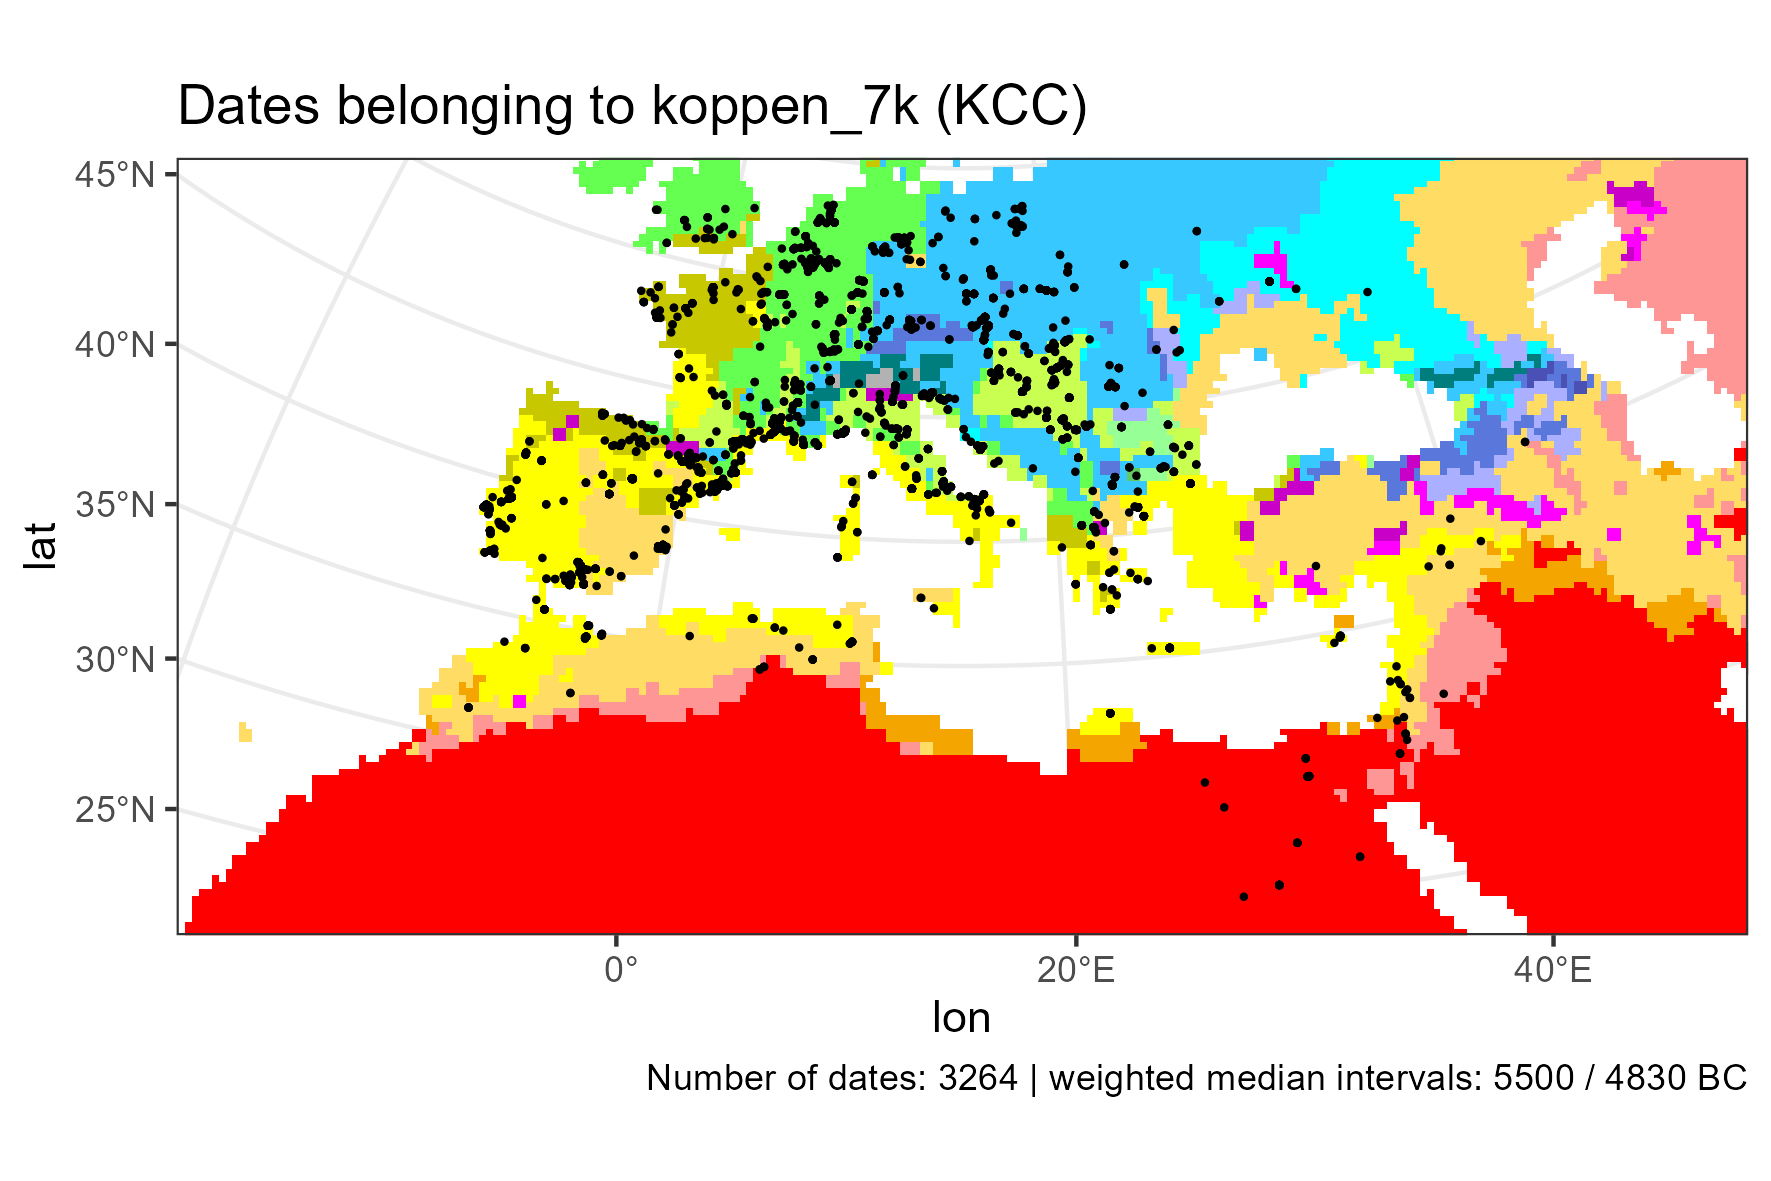 Dates belonging to koppen_7k (KCC)
45°N
40°N
35°N
30°N
25°N
lat
0°
20°E
40°E
lon
Number of dates: 3264 | weighted median intervals: 5500 / 4830 BC